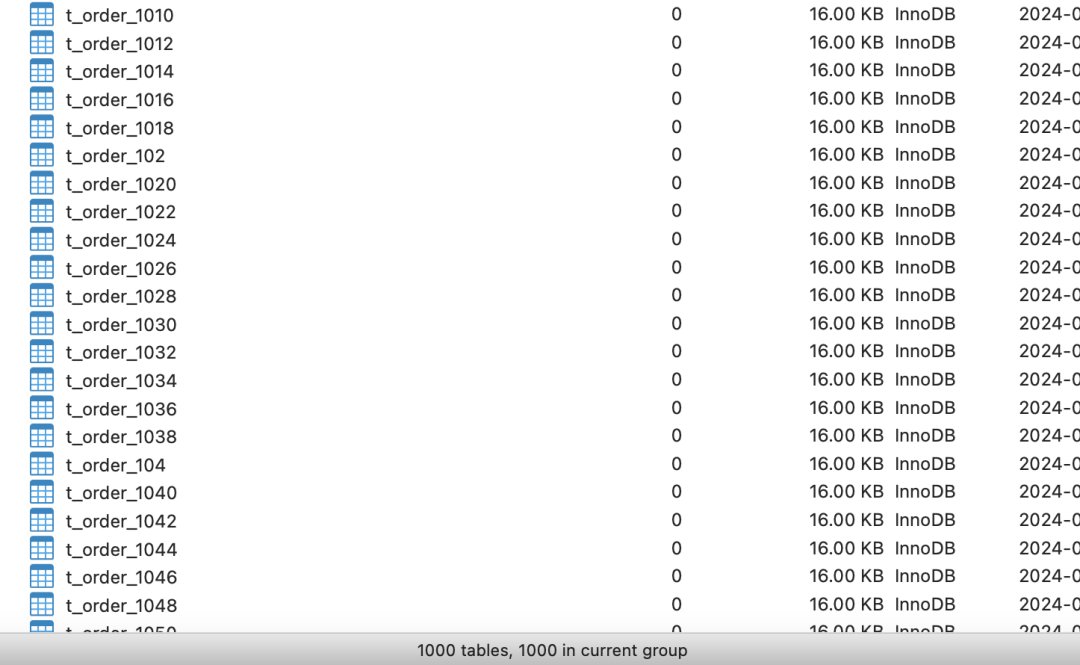 t_order_1010 0 16.00 KB InnoDB 2024-0
t_order_1012 0 16.00 KB InnoDB 2024-0
t_order_1014 0 16.00 KB InnoDB 2024-0
t_order_1016 0 16.00 KB InnoDB 2024-0
t_order_1018 0 16.00 KB InnoDB 2024-0
t_order_102 0 16.00 KB InnoDB 2024-0
t_order_1020 0 16.00 KB InnoDB 2024-0
t_order_1022 0 16.00 KB InnoDB 2024-0
t_order_1024 0 16.00 KB InnoDB 2024-0
t_order_1026 0 16.00 KB InnoDB 2024-0
t_order_1028 0 16.00 KB InnoDB 2024-0
t_order_1030 0 16.00 KB InnoDB 2024-0
t_order_1032 0 16.00 KB InnoDB 2024-0
t_order_1034 0 16.00 KB InnoDB 2024-0
t_order_1036 0 16.00 KB InnoDB 2024-0
t_order_1038 0 16.00 KB InnoDB 2024-0
t_order_104 0 16.00 KB InnoDB 2024-0
t_order_1040 0 16.00 KB InnoDB 2024-0
t_order_1042 0 16.00 KB InnoDB 2024-0
t_order_1044 0 16.00 KB InnoDB 2024-0
t_order_1046 0 16.00 KB InnoDB 2024-0
t_order_1048 0 16.00 KB InnoDB 2024-0
t_order_1050 0 16.00 KB InnoDB 2024-0
1000 tables, 1000 in current group